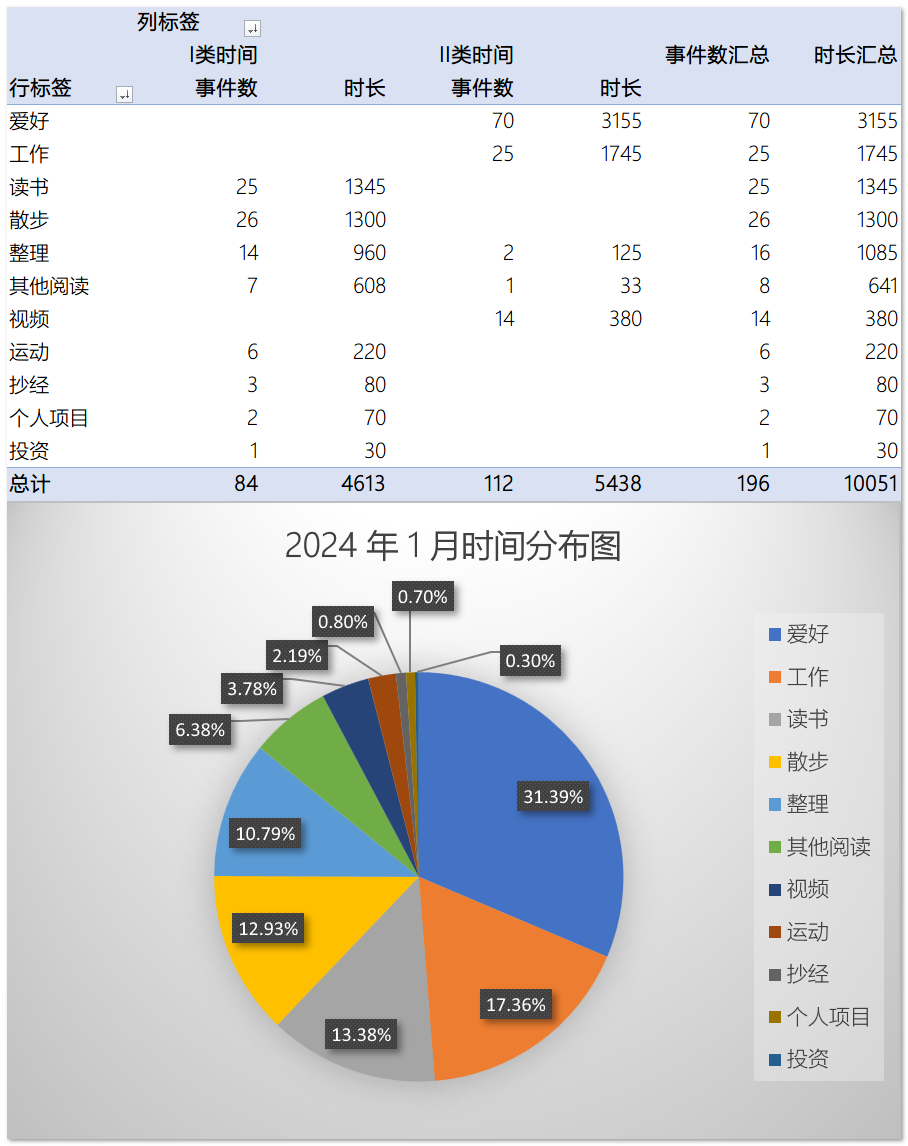 列标签
I类时间 II类时间 事件数汇总 时长汇总
行标签 事件数 时长 事件数 时长
爱好 70 3155 70 3155
工作 25 1745 25 1745
读书 25 1345 25 1345
散步 26 1300 26 1300
整理 14 960 2 125 16 1085
其他阅读 7 608 1 33 8 641
视频 14 380 14 380
运动 6 220 6 220
抄经 3 80 3 80
个人项目 2 70 2 70
投资 1 30 1 30
总计 84 4613 112 5438 196 10051
2024 年 1 月时间分布图
0.70%
0.80%
2.19%
0.30%
3.78%
6.38%
31.39%
10.79%
12.93%
17.36%
13.38%
爱好
工作
读书
散步
整理
其他阅读
视频
运动
抄经
个人项目
投资